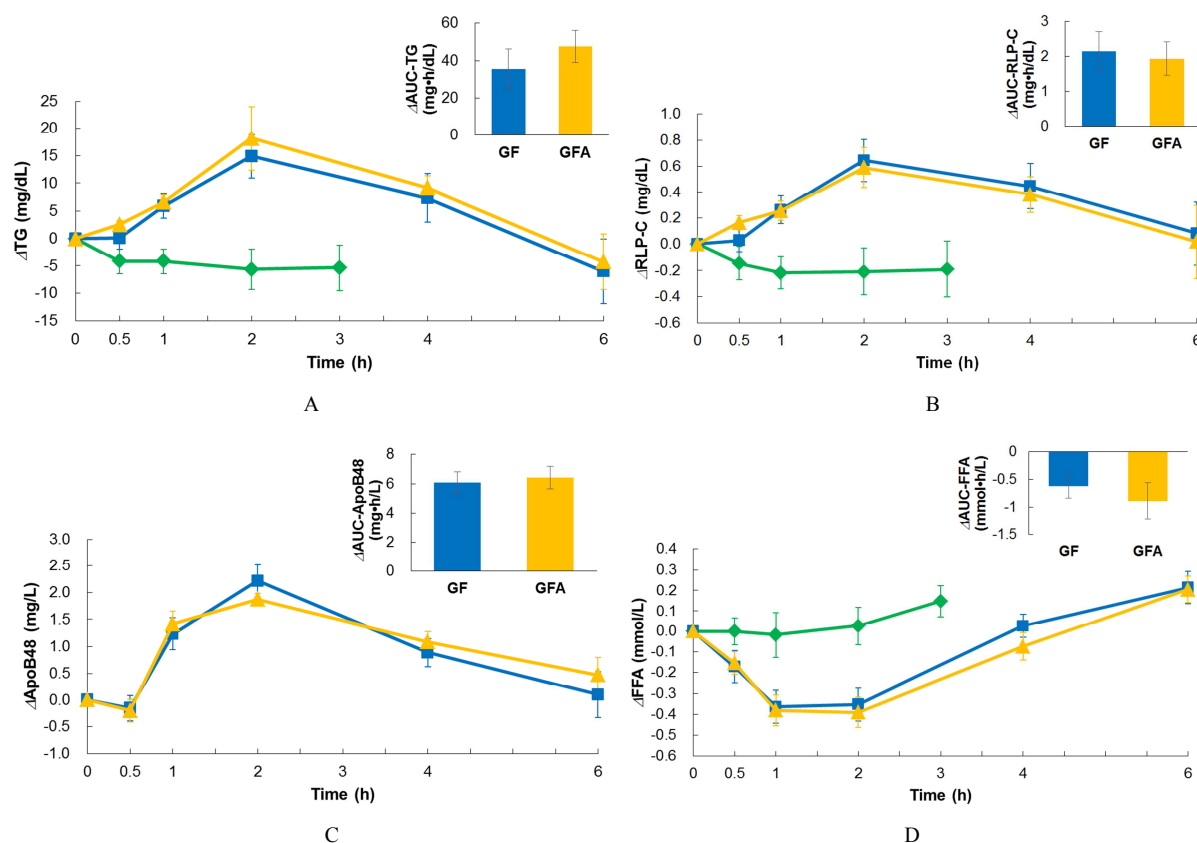 60
40
20
0
ΔAUC-TG
(mg•h/dL)
GF GFA
25
20
15
10
5
0
-5
-10
-15
ΔTG (mg/dL)
0 0.5 1 2 3 4 6
Time (h)
A
3
2
1
0
ΔAUC-RLP-C
(mg•h/dL)
GF GFA
1.0
0.8
0.6
0.4
0.2
0.0
-0.2
-0.4
-0.6
ΔRLP-C (mg/dL)
0 0.5 1 2 3 4 6
Time (h)
B
8
6
4
2
0
ΔAUC-ApoB48
(mg•h/L)
GF GFA
3.0
2.5
2.0
1.5
1.0
0.5
0.0
-0.5
-1.0
ΔApoB48 (mg/L)
0 0.5 1 2 4 6
Time (h)
C
0
-0.5
-1
-1.5
ΔAUC-FFA
(mmol•h/L)
GF GFA
0.4
0.3
0.2
0.1
0.0
-0.1
-0.2
-0.3
-0.4
-0.5
-0.6
ΔFFA (mmol/L)
0 0.5 1 2 3 4 6
Time (h)
D